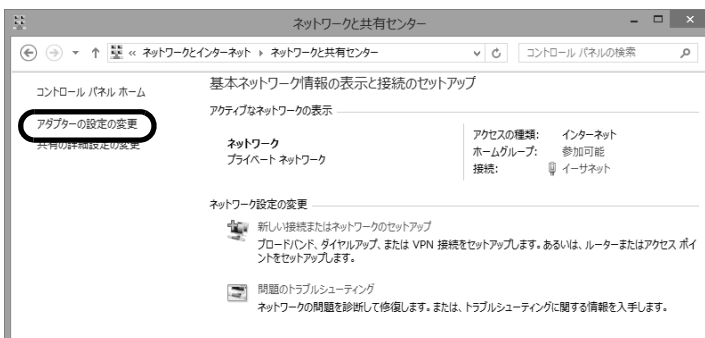 ネットワークと共有センター
« ネットワークとインターネット ▸ ネットワークと共有センター
コントロール パネルの検索
コントロール パネル ホーム
アダプターの設定の変更
共有の詳細設定の変更
基本ネットワーク情報の表示と接続のセットアップ
アクティブなネットワークの表示
ネットワーク
プライベート ネットワーク
アクセスの種類: インターネット
ホームグループ: 参加可能
接続: イーサネット
ネットワーク設定の変更
新しい接続またはネットワークのセットアップ
ブロードバンド、ダイヤルアップ、または VPN 接続をセットアップします。あるいは、ルーターまたはアクセス ポイ
ントをセットアップします。
問題のトラブルシューティング
ネットワークの問題を診断して修復します。または、トラブルシューティングに関する情報を入手します。